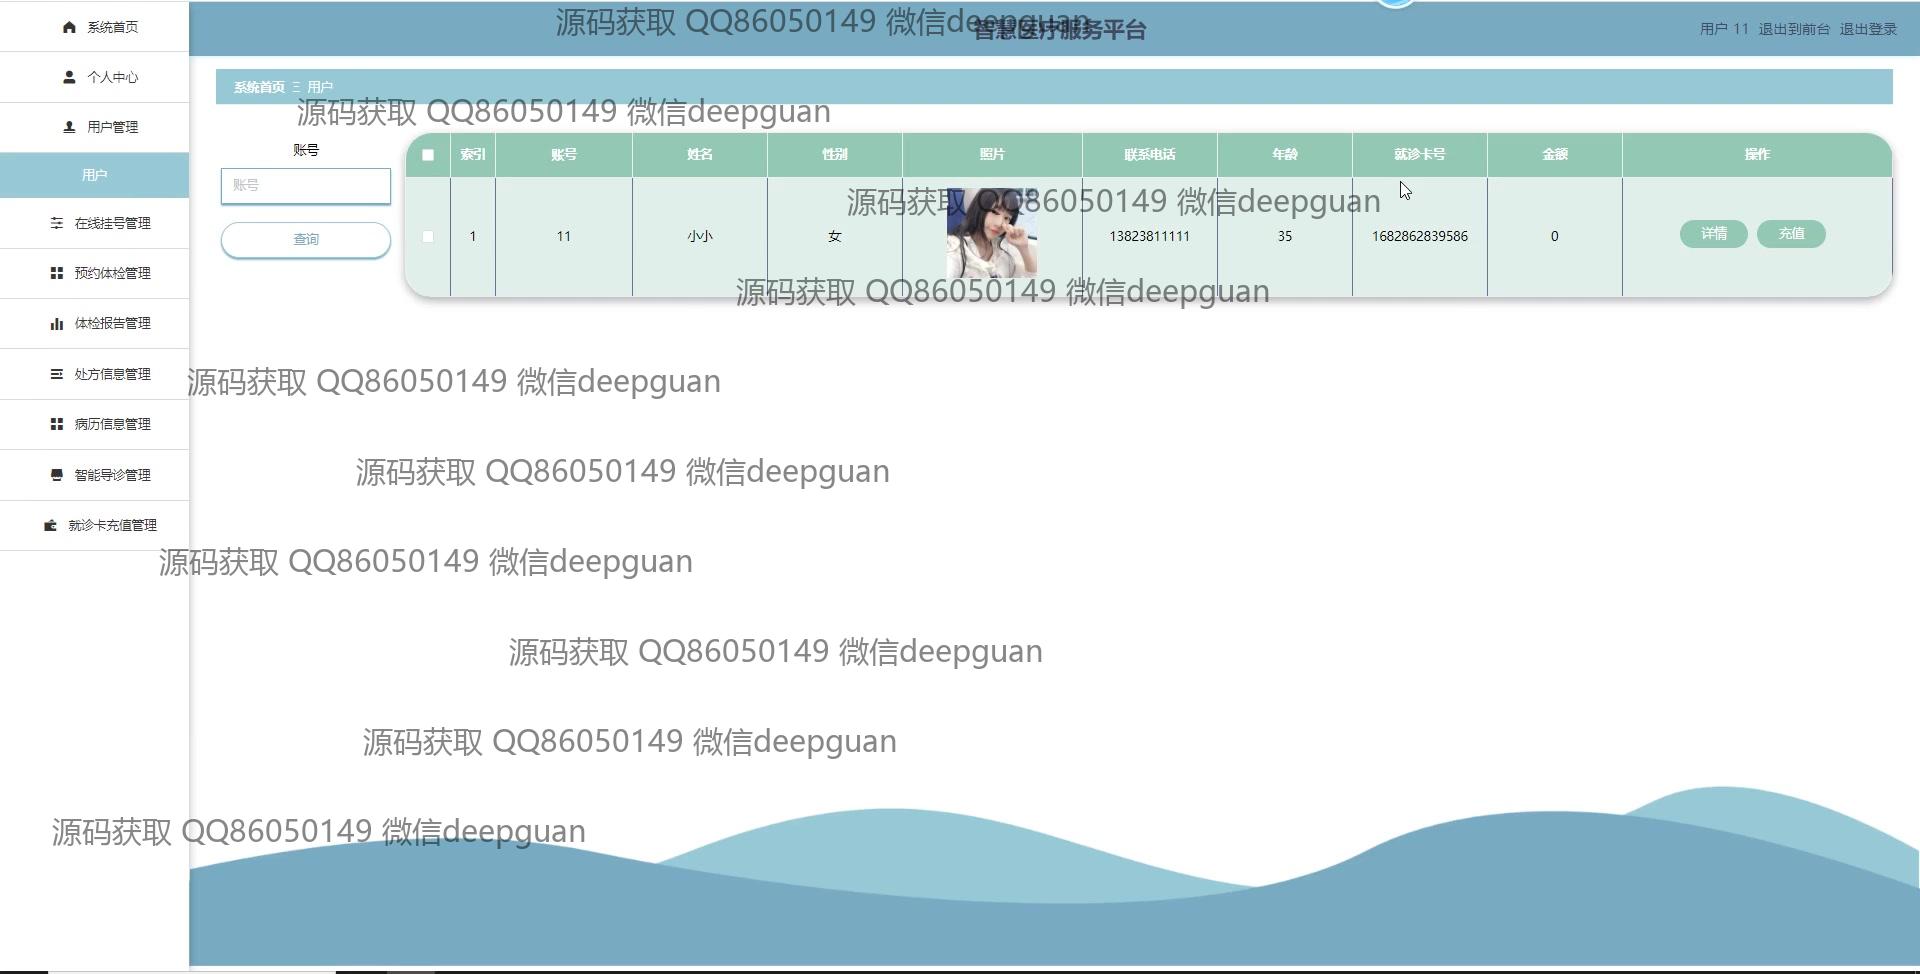 系统首页
个人中心
用户管理
用户
在线挂号管理
预约体检管理
体检报告管理
处方信息管理
病历信息管理
智能导诊管理
就诊卡充值管理
智慧医疗服务平台
用户 11 退出到前台 退出登录
系统首页 Ξ 用户
账号
账号
查询
索引 账号 姓名 性别 照片 联系电话 年龄 就诊卡号 金额 操作
1 11 小小 女 13823811111 35 1682862839586 0 详情 充值
源码获取 QQ86050149 微信deepguan
源码获取 QQ86050149 微信deepguan
源码获取 QQ86050149 微信deepguan
源码获取 QQ86050149 微信deepguan
源码获取 QQ86050149 微信deepguan
源码获取 QQ86050149 微信deepguan
源码获取 QQ86050149 微信deepguan
源码获取 QQ86050149 微信deepguan
源码获取 QQ86050149 微信deepguan
源码获取 QQ86050149 微信deepguan